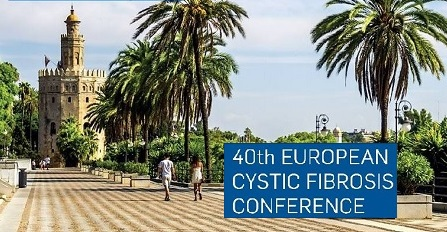 40th EUROPEAN
CYSTIC FIBROSIS
CONFERENCE